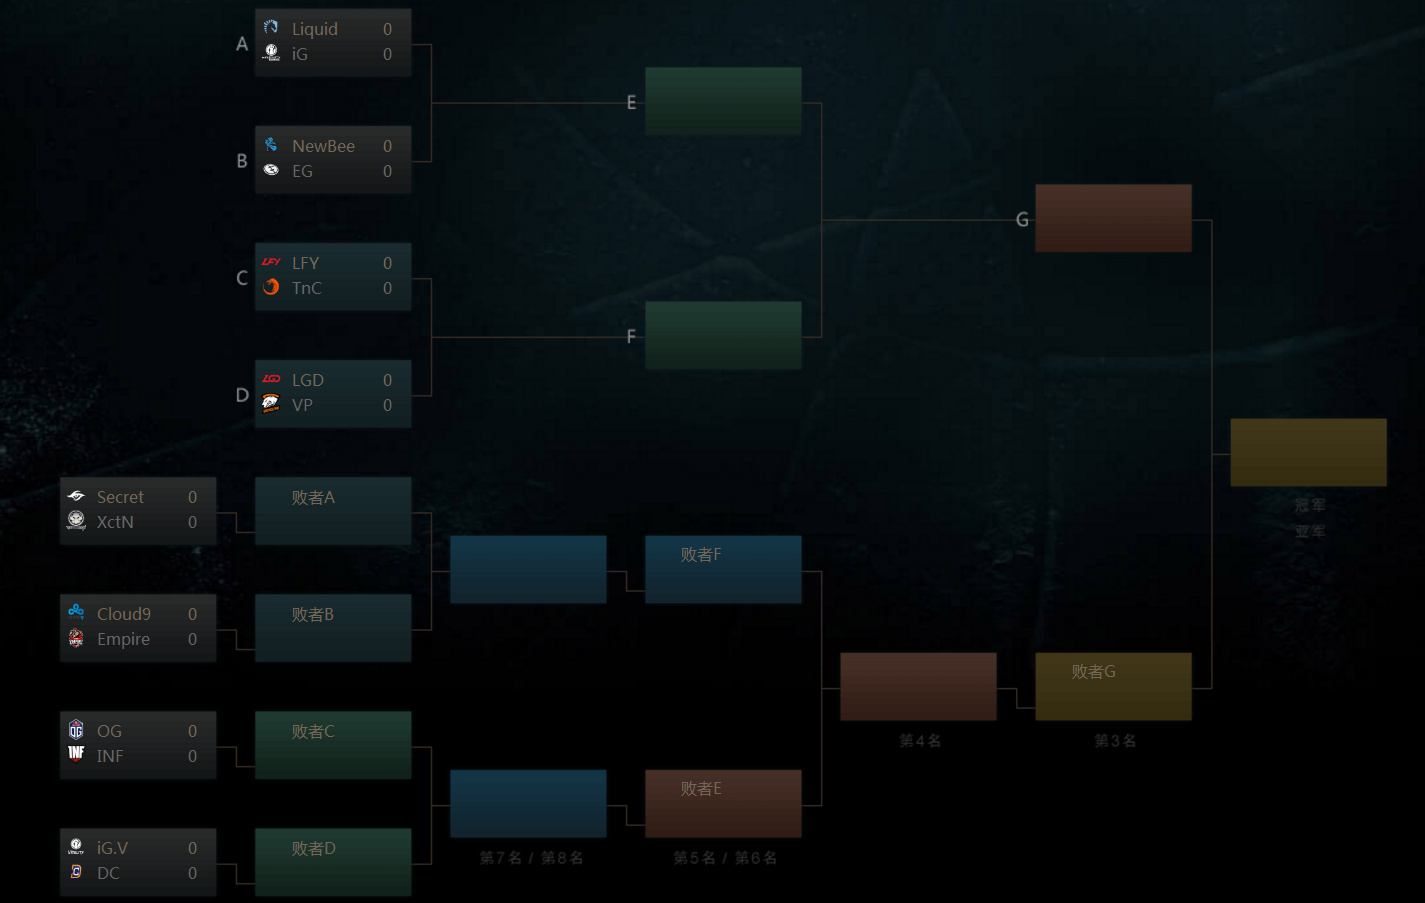 A
Liquid 0
iG 0
B
NewBee 0
EG 0
C
LFY 0
TnC 0
D
LGD 0
VP 0
E
F
G
冠军
亚军
Secret 0
XctN 0
败者A
Cloud9 0
Empire 0
败者B
OG 0
INF 0
败者C
iG.V 0
DC 0
败者D
第7名 / 第8名
败者F
败者E
第5名 / 第6名
第4名
败者G
第3名